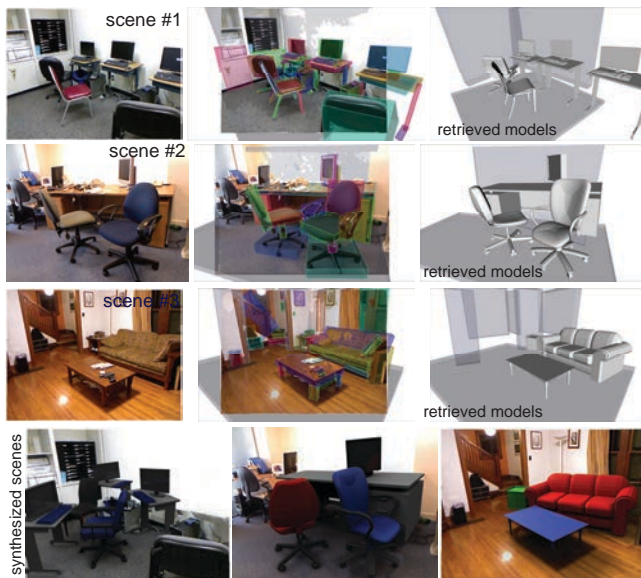 scene #1
retrieved models
scene #2
retrieved models
scene #3
retrieved models
synthesized scenes